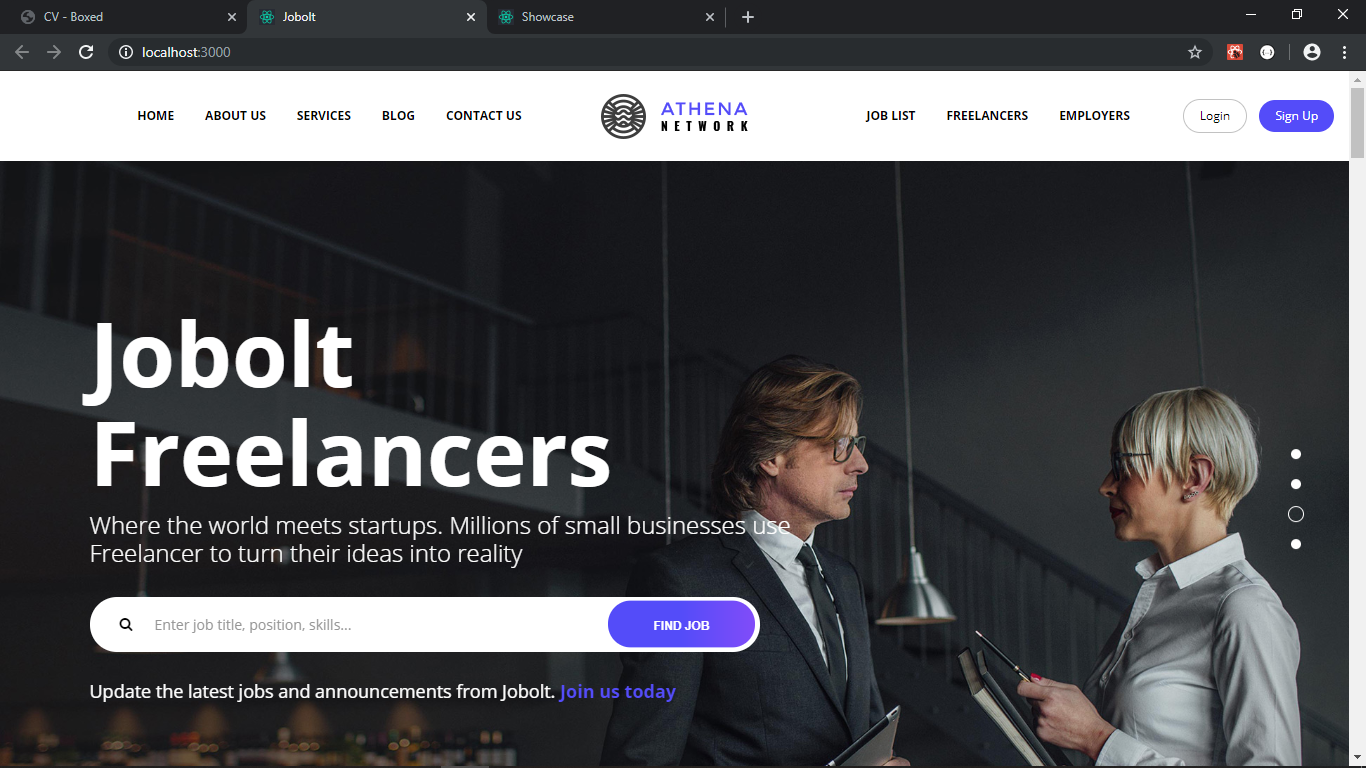 CV - Boxed
Jobolt
Showcase
localhost:3000
HOME ABOUT US SERVICES BLOG CONTACT US
ATHENA
NETWORK
JOB LIST FREELANCERS EMPLOYERS
Login
Sign Up
Jobolt
Freelancers
Where the world meets startups. Millions of small businesses use
Freelancer to turn their ideas into reality
Enter job title, position, skills...
FIND JOB
Update the latest jobs and announcements from Jobolt. Join us today